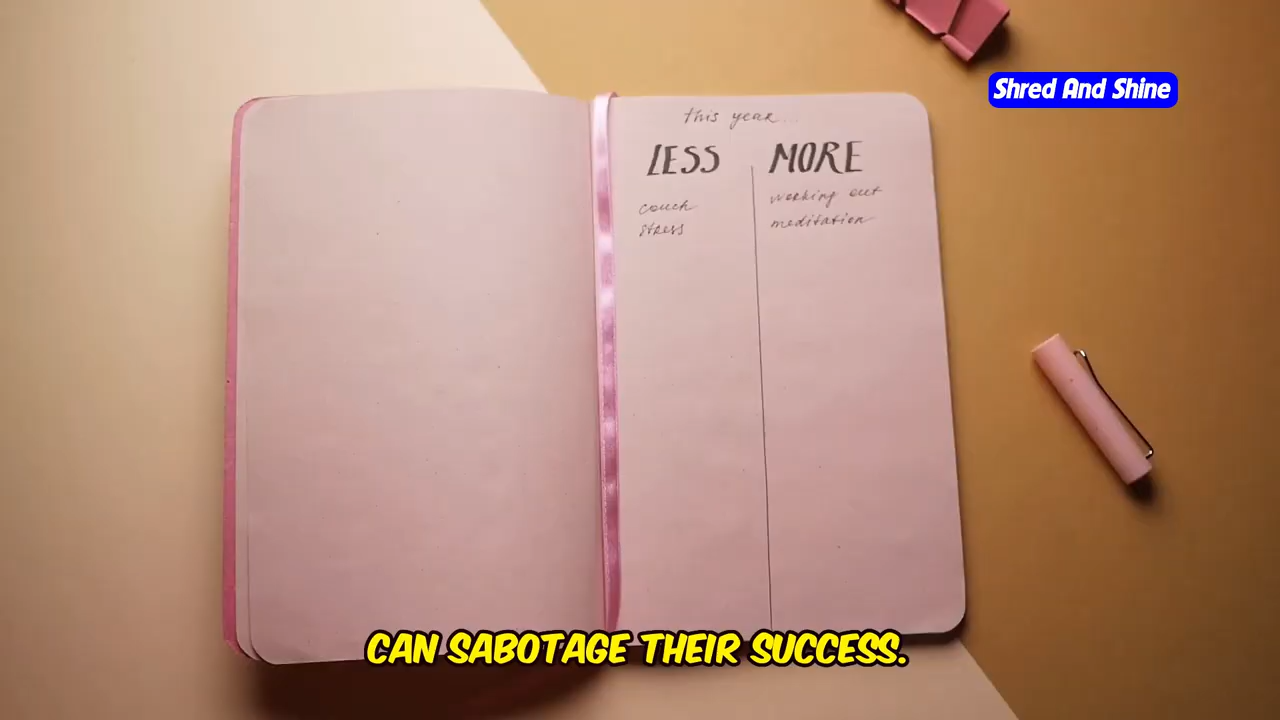 Shred And Shine
this year...
LESS MORE
couch working out
stress meditation
CAN SABOTAGE THEIR SUCCESS.